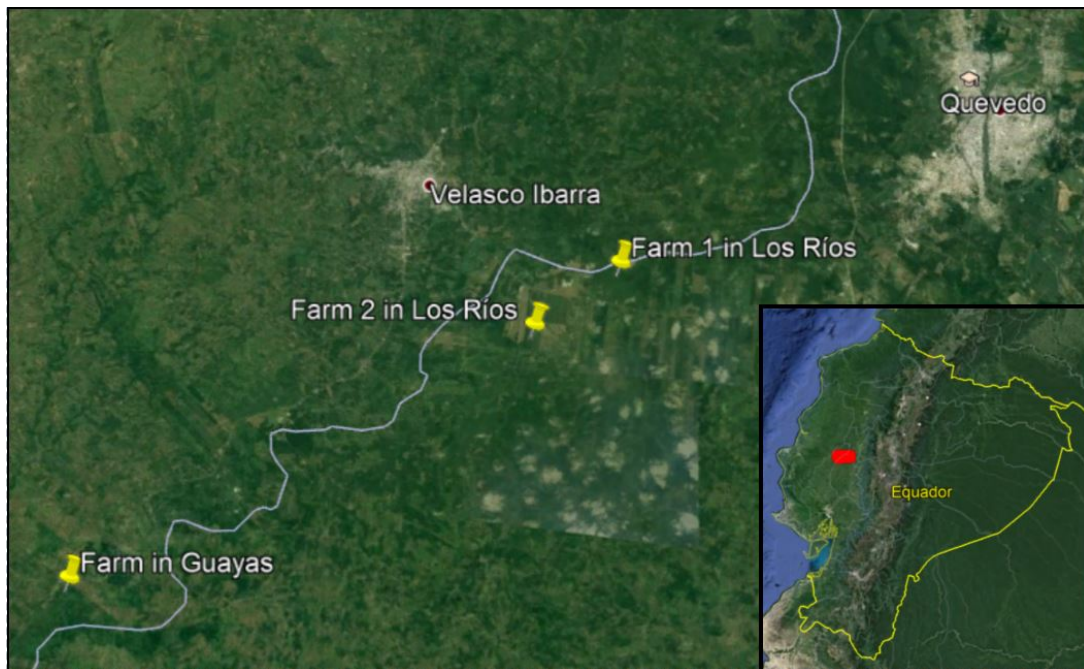 Quevedo
Velasco Ibarra
Farm 1 in Los Ríos
Farm 2 in Los Ríos
Equador
Farm in Guayas